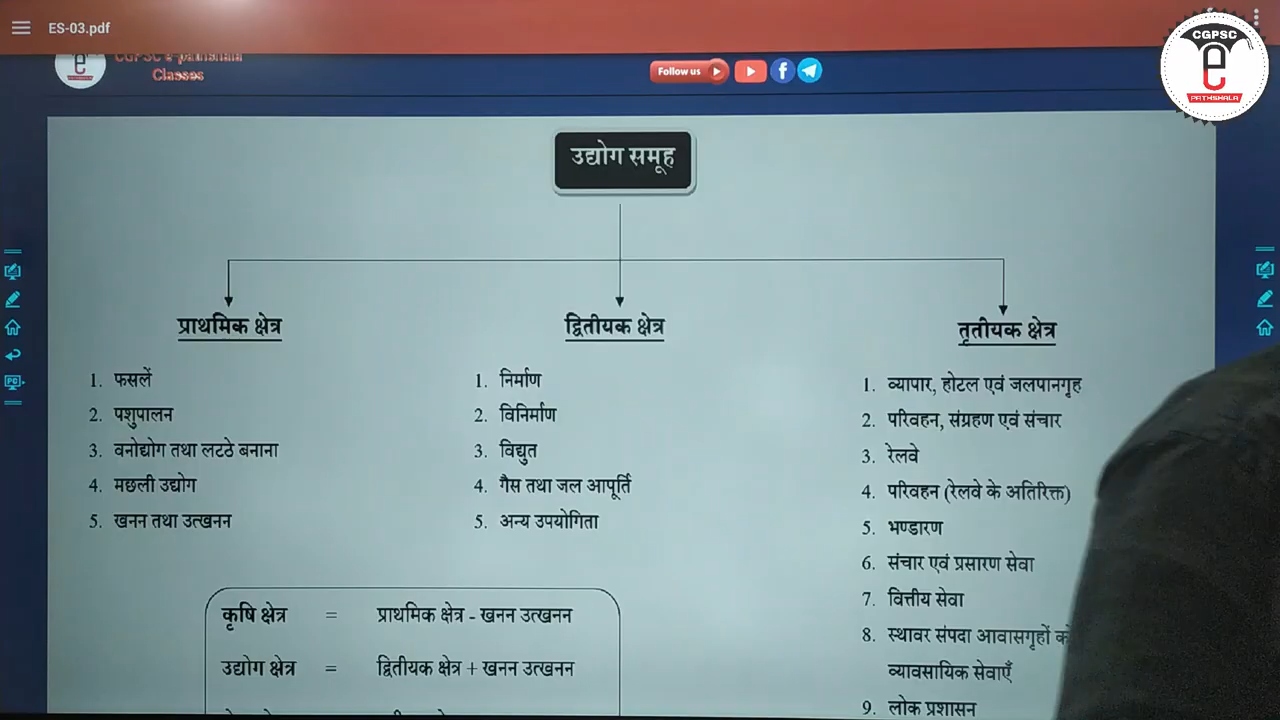 ES-03.pdf
CGPSC
e
PATHSHALA
CGPSC e-pathshala
Classes
Follow us
उद्योग समूह
प्राथमिक क्षेत्र
1. फसलें
2. पशुपालन
3. वनोद्योग तथा लटठे बनाना
4. मछली उद्योग
5. खनन तथा उत्खनन
द्वितीयक क्षेत्र
1. निर्माण
2. विनिर्माण
3. विद्युत
4. गैस तथा जल आपूर्ति
5. अन्य उपयोगिता
तृतीयक क्षेत्र
1. व्यापार, होटल एवं जलपानगृह
2. परिवहन, संग्रहण एवं संचार
3. रेलवे
4. परिवहन (रेलवे के अतिरिक्त)
5. भण्डारण
6. संचार एवं प्रसारण सेवा
7. वित्तीय सेवा
8. स्थावर संपदा आवासगृहों
व्यावसायिक सेवाएँ
9. लोक प्रशासन
कृषि क्षेत्र = प्राथमिक क्षेत्र - खनन उत्खनन
उद्योग क्षेत्र = द्वितीयक क्षेत्र + खनन उत्खनन